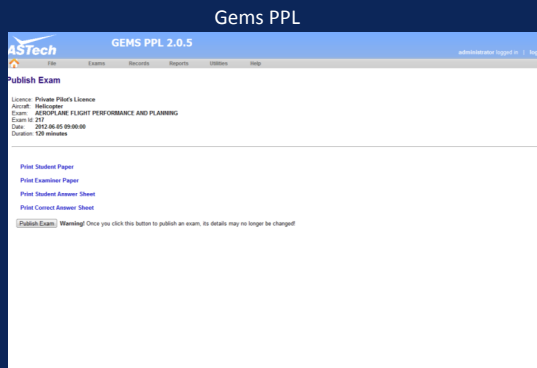 Gems PPL
ASTech
GEMS PPL 2.0.5
administrator logged in | log
File Exams Records Reports Utilities Help
Publish Exam
Licence: Private Pilot's Licence
Aircraft: Helicopter
Exam: AEROPLANE FLIGHT PERFORMANCE AND PLANNING
Exam Id: 217
Date: 2012-06-05 09:00:00
Duration: 120 minutes
Print Student Paper
Print Examiner Paper
Print Student Answer Sheet
Print Correct Answer Sheet
Publish Exam Warning! Once you click this button to publish an exam, its details may no longer be changed!